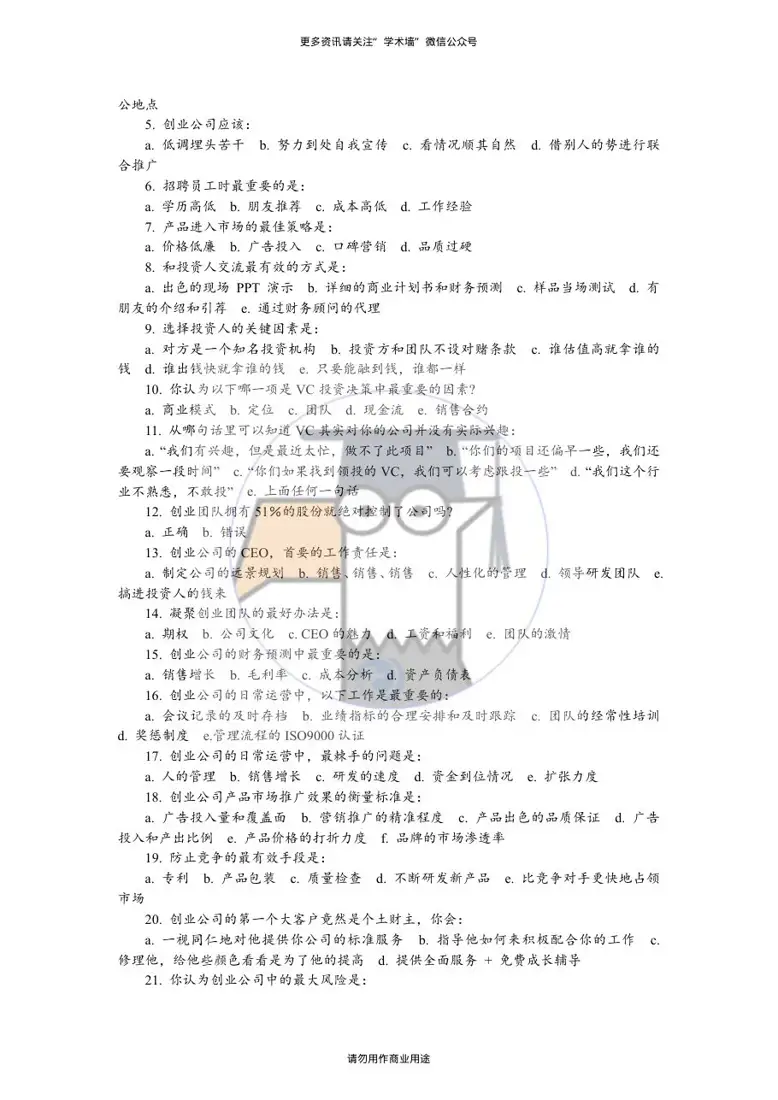 更多资讯请关注“学术墙”微信公众号
公地点
5. 创业公司应该：
a. 低调埋头苦干 b. 努力到处自我宣传 c. 看情况顺其自然 d. 借别人的势进行联
合推广
6. 招聘员工时最重要的是：
a. 学历高低 b. 朋友推荐 c. 成本高低 d. 工作经验
7. 产品进入市场的最佳策略是：
a. 价格低廉 b. 广告投入 c. 口碑营销 d. 品质过硬
8. 和投资人交流最有效的方式是：
a. 出色的现场 PPT 演示 b. 详细的商业计划书和财务预测 c. 样品当场测试 d. 有
朋友的介绍和引荐 e. 通过财务顾问的代理
9. 选择投资人的关键因素是：
a. 对方是一个知名投资机构 b. 投资方和团队不设对赌条款 c. 谁估值高就拿谁的
钱 d. 谁出钱快就拿谁的钱 e. 只要能融到钱，谁都一样
10. 你认为以下哪一项是 VC 投资决策中最重要的因素？
a. 商业模式 b. 定位 c. 团队 d. 现金流 e. 销售合约
11. 从哪句话里可以知道 VC 其实对你的公司并没有实际兴趣：
a. “我们有兴趣，但是最近太忙，做不了此项目” b. “你们的项目还偏早一些，我们还
要观察一段时间” c. “你们如果找到领投的 VC，我们可以考虑跟投一些” d. “我们这个行
业不熟悉，不敢投” e. 上面任何一句话
12. 创业团队拥有 51％的股份就绝对控制了公司吗？
a. 正确 b. 错误
13. 创业公司的 CEO，首要的工作责任是：
a. 制定公司的远景规划 b. 销售、销售、销售 c. 人性化的管理 d. 领导研发团队 e.
搞进投资人的钱来
14. 凝聚创业团队的最好办法是：
a. 期权 b. 公司文化 c. CEO 的魅力 d. 工资和福利 e. 团队的激情
15. 创业公司的财务预测中最重要的是：
a. 销售增长 b. 毛利率 c. 成本分析 d. 资产负债表
16. 创业公司的日常运营中，以下工作是最重要的：
a. 会议记录的及时存档 b. 业绩指标的合理安排和及时跟踪 c. 团队的经常性培训
d. 奖惩制度 e.管理流程的 ISO9000 认证
17. 创业公司的日常运营中，最棘手的问题是：
a. 人的管理 b. 销售增长 c. 研发的速度 d. 资金到位情况 e. 扩张力度
18. 创业公司产品市场推广效果的衡量标准是：
a. 广告投入量和覆盖面 b. 营销推广的精准程度 c. 产品出色的品质保证 d. 广告
投入和产出比例 e. 产品价格的打折力度 f. 品牌的市场渗透率
19. 防止竞争的最有效手段是：
a. 专利 b. 产品包装 c. 质量检查 d. 不断研发新产品 e. 比竞争对手更快地占领
市场
20. 创业公司的第一个大客户竟然是个土财主，你会：
a. 一视同仁地对他提供你公司的标准服务 b. 指导他如何来积极配合你的工作 c.
修理他，给他些颜色看看是为了他的提高 d. 提供全面服务 + 免费成长辅导
21. 你认为创业公司中的最大风险是：
请勿用作商业用途